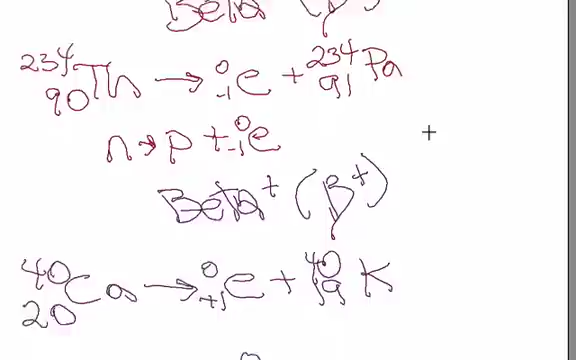 Beta⁻ (β⁻)
²³⁴₉₀Th → ⁰₋₁e + ²³⁴₉₁Pa
n → p + ⁰₋₁e
Beta⁺ (β⁺)
⁴⁰₂₀Ca → ⁰₊₁e + ⁴⁰₁₉K